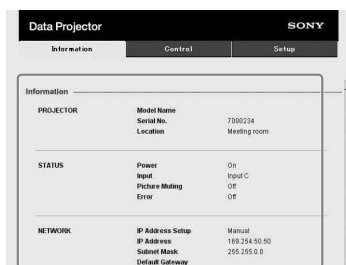 Data Projector SONY
Information Control Setup
Information
PROJECTOR Model Name
Serial No. 7000234
Location Meeting room
STATUS Power On
Input Input C
Picture Muting Off
Error Off
NETWORK IP Address Setup Manual
IP Address 169.254.50.50
Subnet Mask 255.255.0.0
Default Gateway